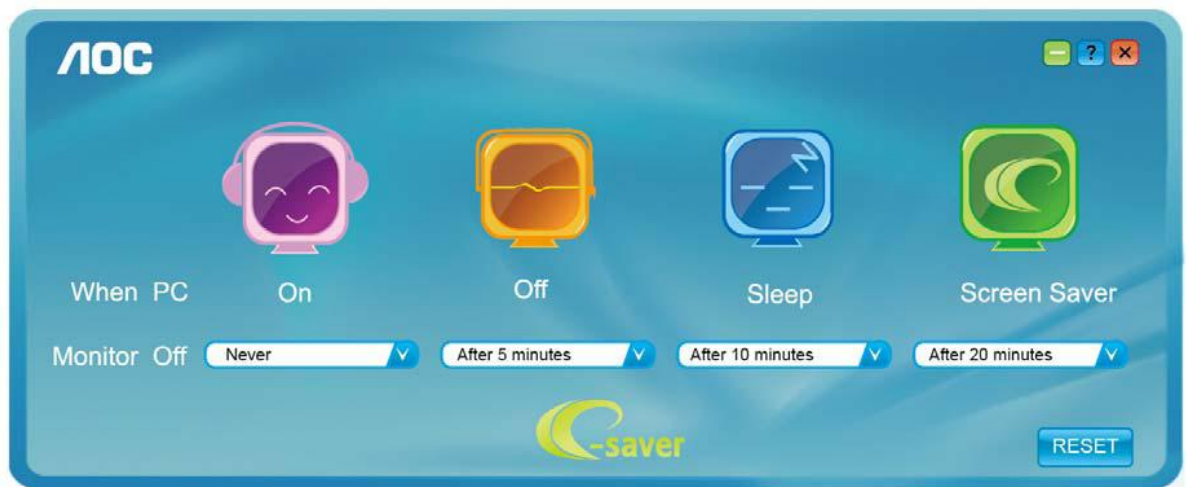 AOC
?
When PC On Off Sleep Screen Saver
Monitor Off Never After 5 minutes After 10 minutes After 20 minutes
e-saver
RESET